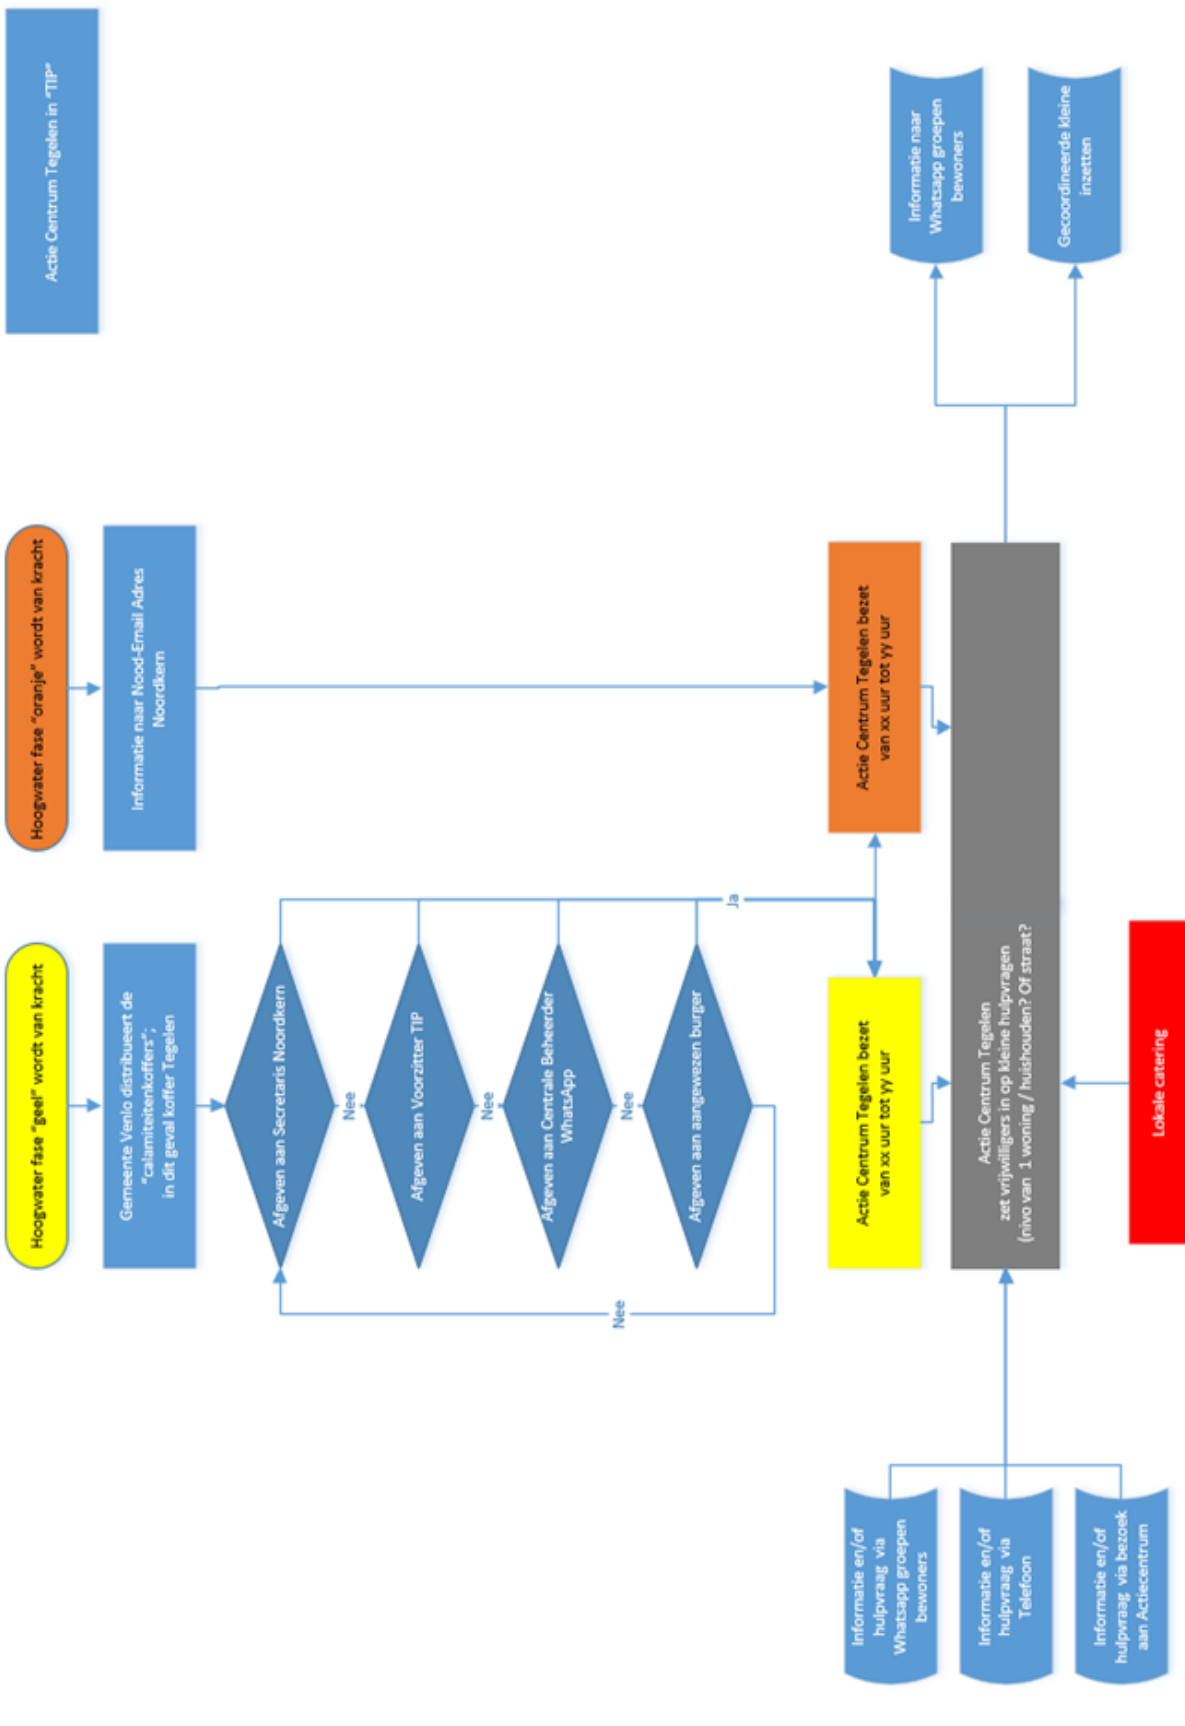 Hoogwater fase "geel" wordt van kracht
Hoogwater fase "oranje" wordt van kracht
Actie Centrum Tegelen in "TIP"
Gemeente Venlo distribueert de
"calamiteitenkoffers";
in dit geval koffer Tegelen
Informatie naar Nood-Email Adres
Noordkern
Afgeven aan Secretaris Noordkern
Nee
Afgeven aan Voorzitter TIP
Nee
Afgeven aan Centrale Beheerder
WhatsApp
Nee
Nee
Afgeven aan aangewezen burger
Ja
Informatie en/of
hulpvraag via
Whatsapp groepen
bewoners
Actie Centrum Tegelen bezet
van xx uur tot yy uur
Actie Centrum Tegelen bezet
van xx uur tot yy uur
Informatie naar
Whatsapp groepen
bewoners
Informatie en/of
hulpvraag via
Telefoon
Actie Centrum Tegelen
zet vrijwilligers in op kleine hulpvragen
(nivo van 1 woning / huishouden? Of straat?
Gecoordineerde kleine
inzetten
Informatie en/of
hulpvraag via bezoek
aan Actiecentrum
Lokale catering